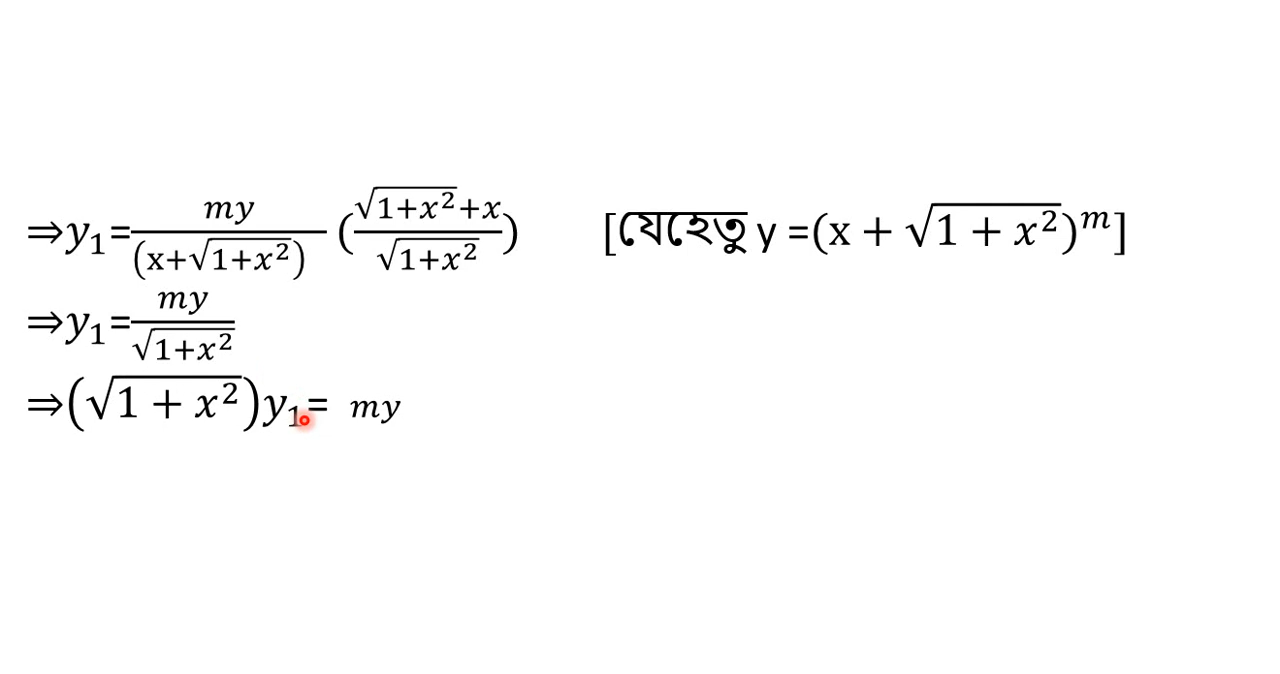 ⇒y₁=my/(x+√(1+x²)) ((√(1+x²)+x)/√(1+x²)) [যেহেতু y =(x + √(1 + x²))ᵐ]
⇒y₁=my/√(1+x²)
⇒(√(1 + x²))y₁= my